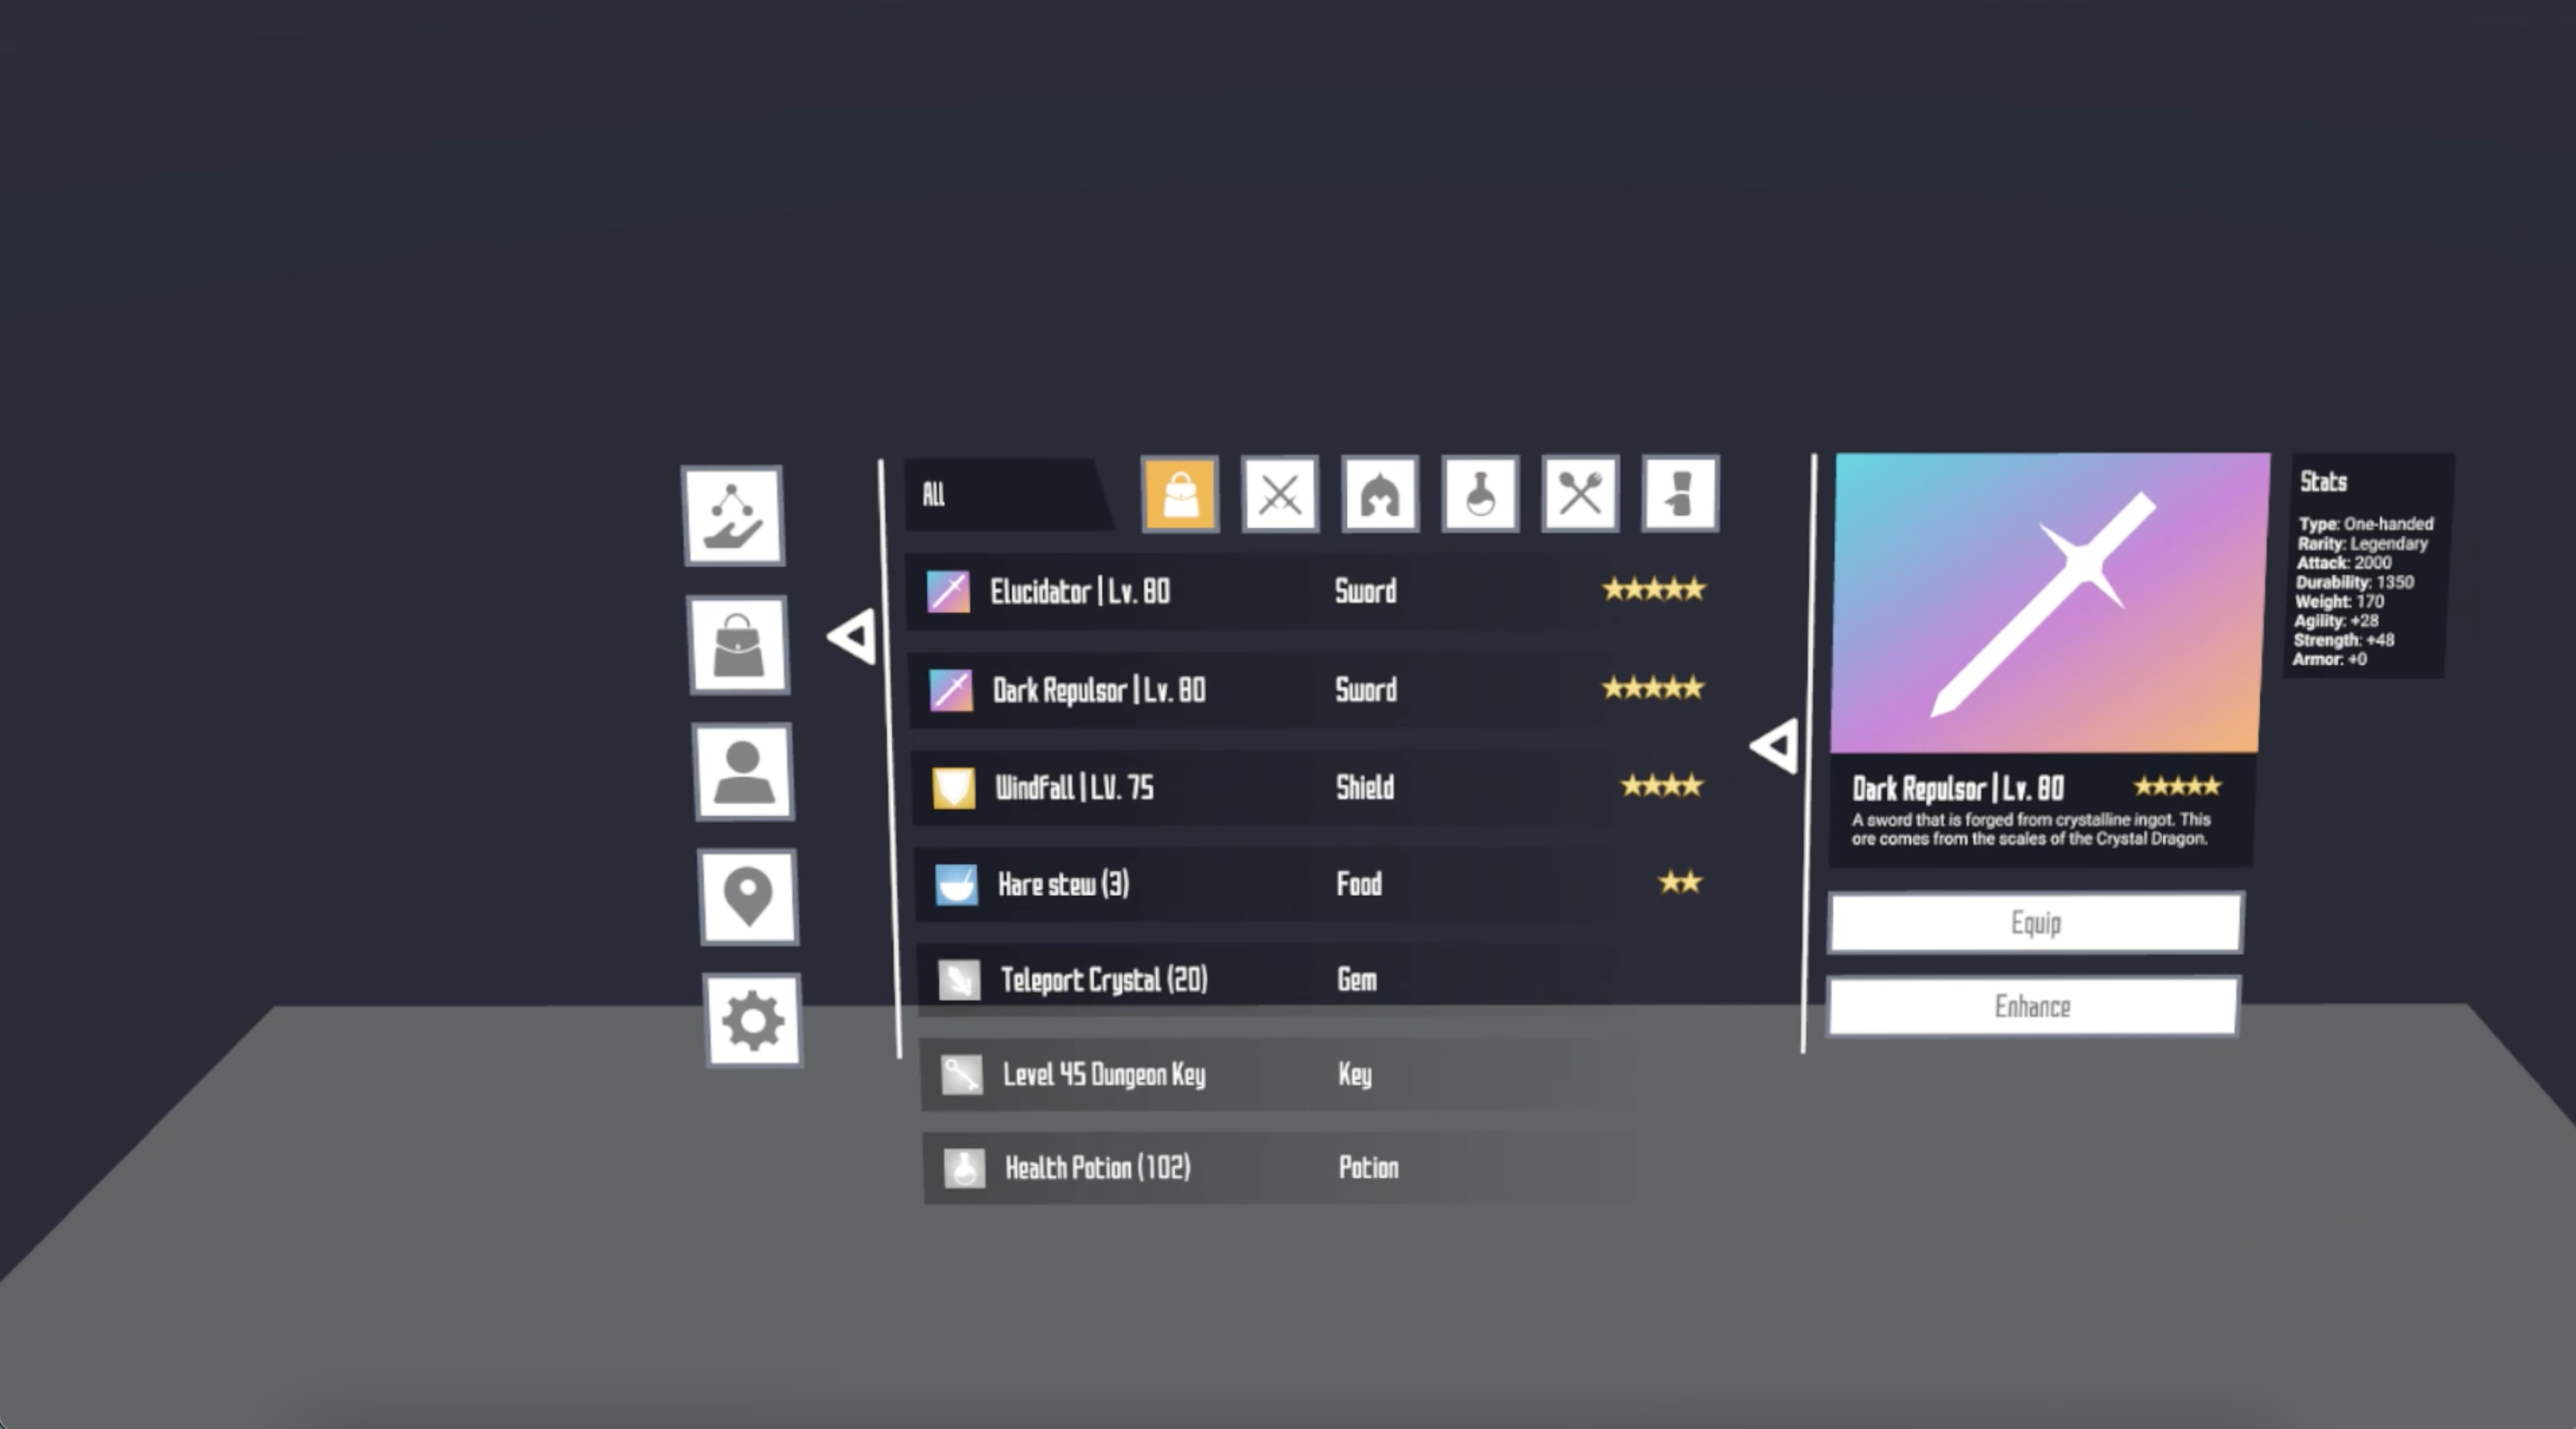 All
Elucidator | Lv. 80 Sword
Dark Repulsor | Lv. 80 Sword
Windfall | LV. 75 Shield
Hare stew (3) Food
Teleport Crystal (20) Gem
Level 45 Dungeon Key Key
Health Potion (102) Potion
Dark Repulsor | Lv. 80
A sword that is forged from crystalline ingot. This
ore comes from the scales of the Crystal Dragon.
Equip
Enhance
Stats
Type: One-handed
Rarity: Legendary
Attack: 2000
Durability: 1350
Weight: 170
Agility: +28
Strength: +48
Armor: +0